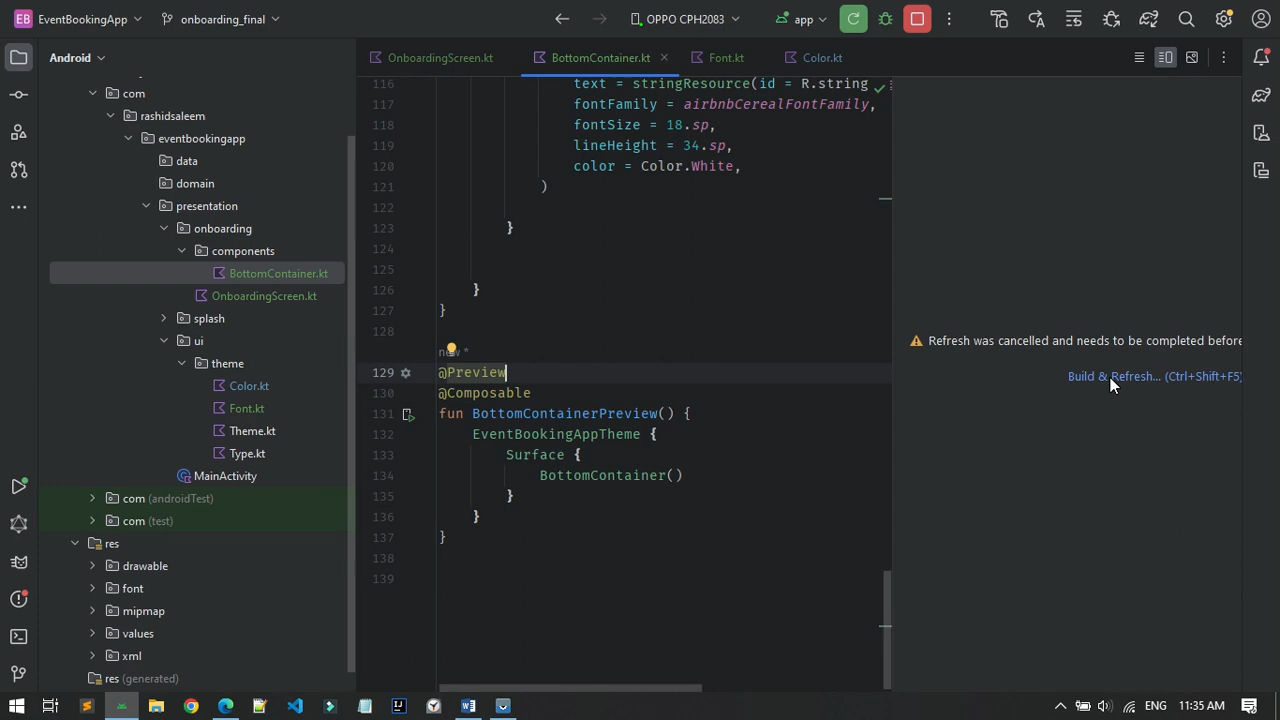 EB EventBookingApp onboarding_final OPPO CPH2083 app
Android
OnboardingScreen.kt BottomContainer.kt Font.kt Color.kt
com
rashidsaleem
eventbookingapp
data
domain
presentation
onboarding
components
BottomContainer.kt
OnboardingScreen.kt
splash
ui
theme
Color.kt
Font.kt
Theme.kt
Type.kt
MainActivity
com (androidTest)
com (test)
res
drawable
font
mipmap
values
xml
res (generated)
116 text = stringResource(id = R.string
117 fontFamily = airbnbCerealFontFamily,
118 fontSize = 18.sp,
119 lineHeight = 34.sp,
120 color = Color.White,
121 )
122
123 }
124
125
126 }
127 }
128
new *
129 @Preview
130 @Composable
131 fun BottomContainerPreview() {
132 EventBookingAppTheme {
133 Surface {
134 BottomContainer()
135 }
136 }
137 }
138
139
Refresh was cancelled and needs to be completed before
Build & Refresh... (Ctrl+Shift+F5)
ENG 11:35 AM